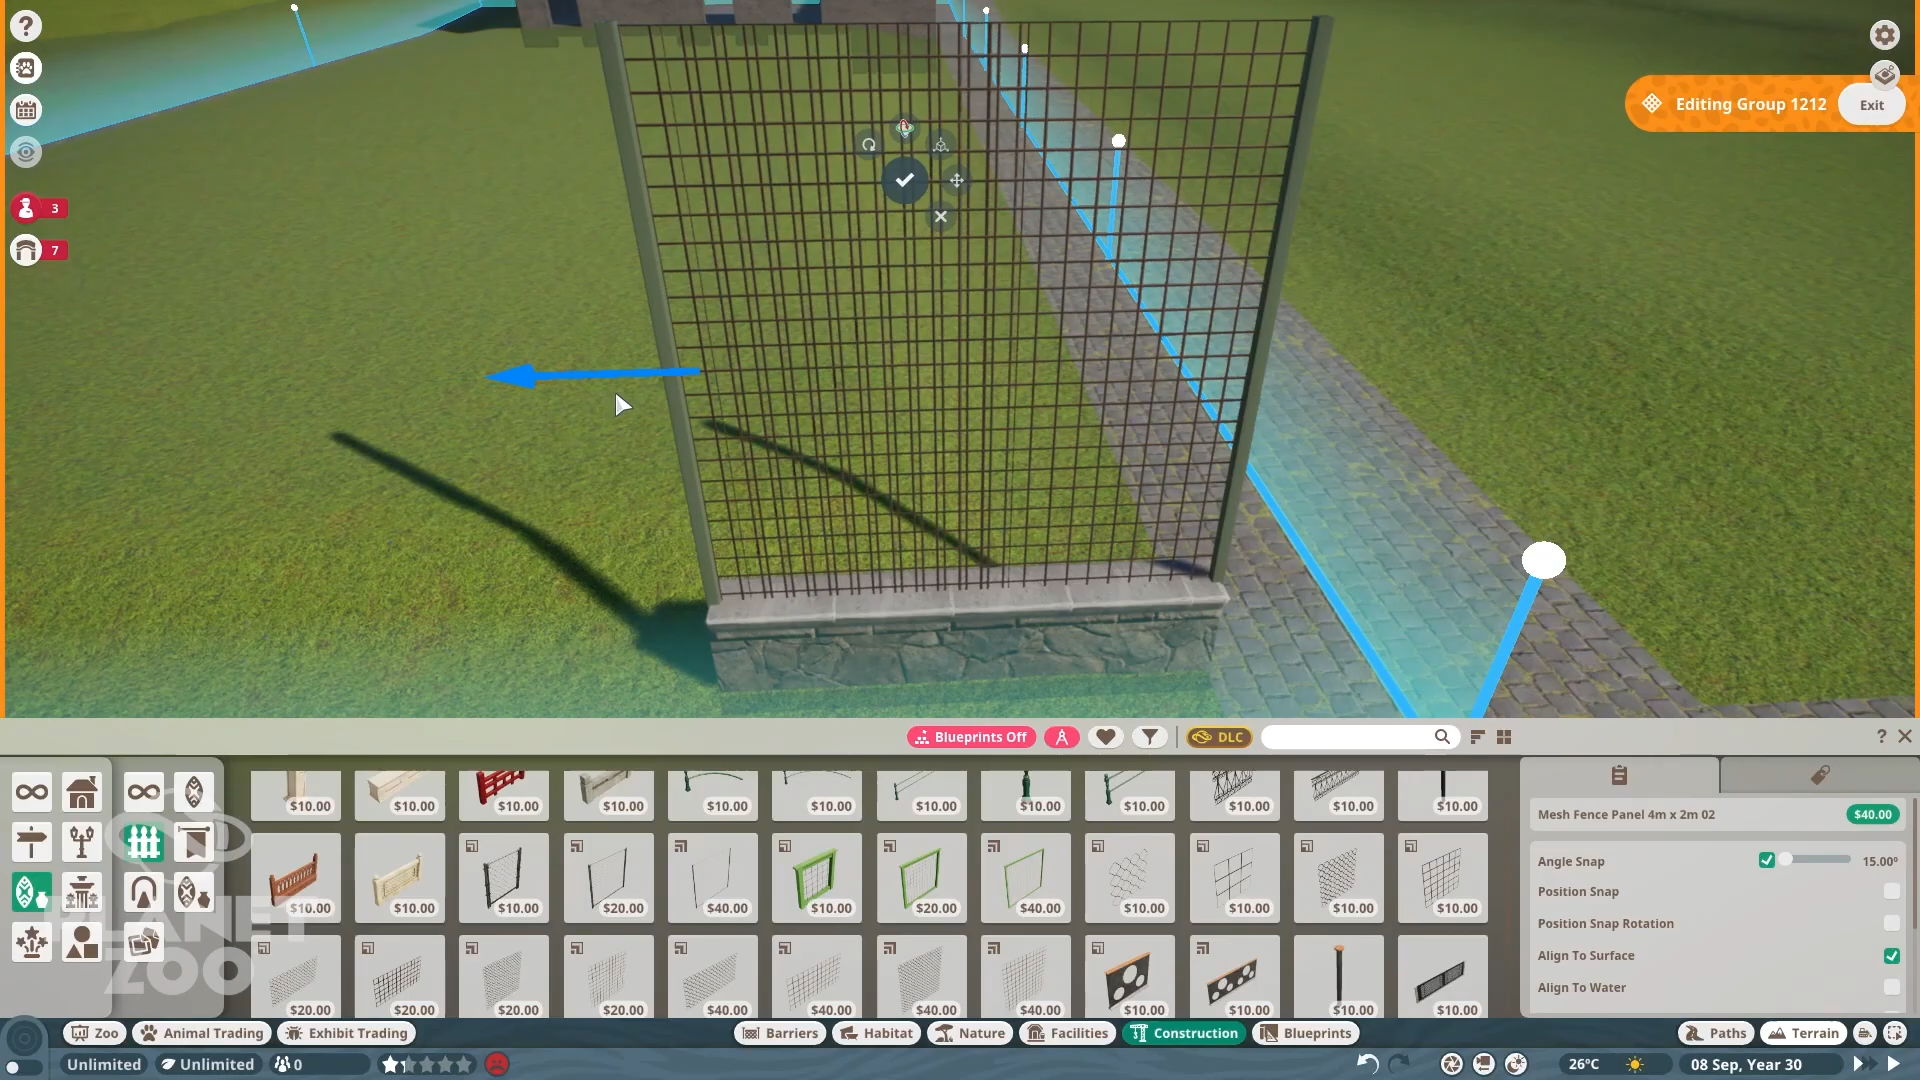 Editing Group 1212
Exit
3
7
Blueprints Off
DLC
?
$10.00 $10.00 $10.00 $10.00 $10.00 $10.00 $10.00 $10.00 $10.00 $10.00 $10.00 $10.00
$10.00 $10.00 $10.00 $20.00 $40.00 $10.00 $20.00 $40.00 $10.00 $10.00 $10.00 $10.00
$20.00 $10.00 $20.00 $20.00 $40.00 $40.00 $40.00 $40.00 $10.00 $10.00 $10.00 $10.00
PLANET
ZOO
Mesh Fence Panel 4m x 2m 02
$40.00
Angle Snap
15.00°
Position Snap
Position Snap Rotation
Align To Surface
Align To Water
Zoo
Animal Trading
Exhibit Trading
Barriers
Habitat
Nature
Facilities
Construction
Blueprints
Paths
Terrain
Unlimited
Unlimited
0
26°C
08 Sep, Year 30